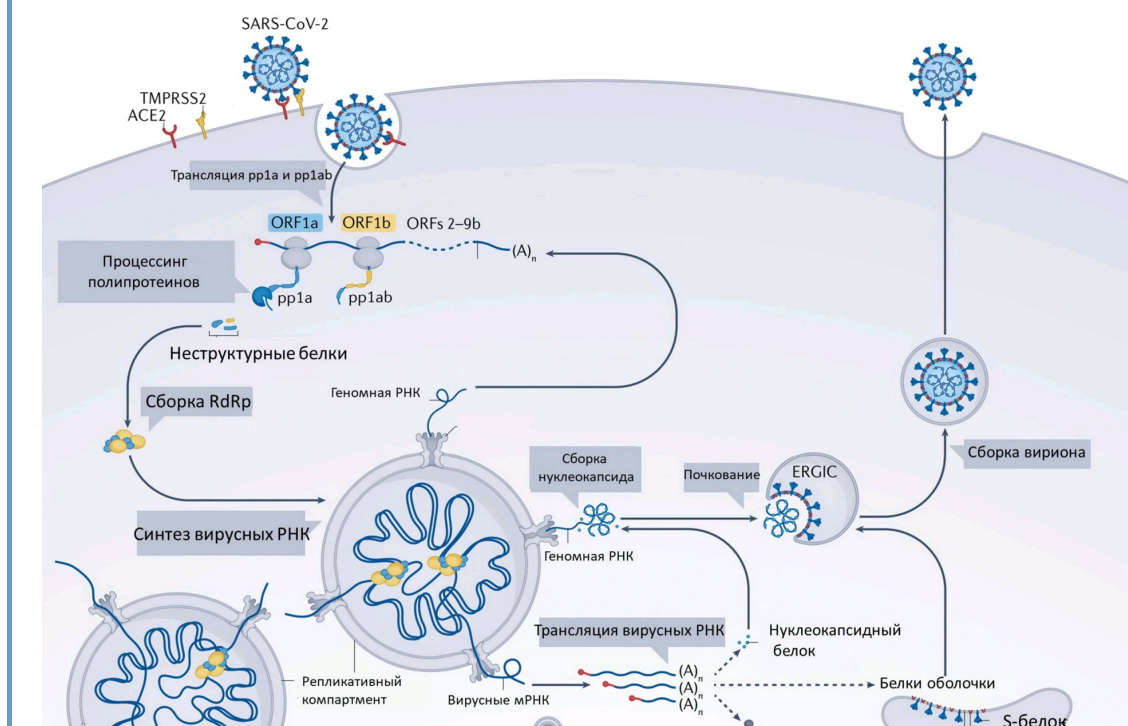 SARS-CoV-2
TMPRSS2
ACE2
Трансляция pp1a и pp1ab
ORF1a
ORF1b
ORFs 2–9b
(A)n
Процессинг
полипротеинов
pp1a
pp1ab
Неструктурные белки
Геномная РНК
Сборка RdRp
Сборка
нуклеокапсида
Почкование
ERGIC
Сборка вириона
Синтез вирусных РНК
Геномная РНК
Трансляция вирусных РНК
Нуклеокапсидный
белок
(A)n
(A)n
(A)n
Репликативный
компартмент
Вирусные мРНК
Белки оболочки
S-белок